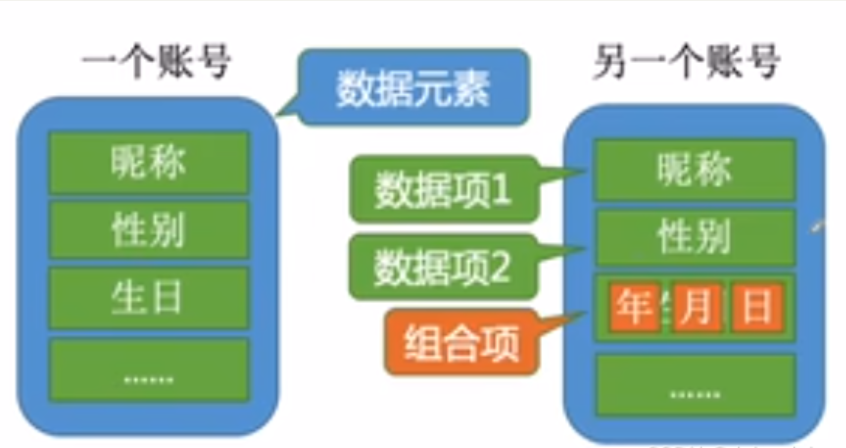 一个账号
昵称
性别
生日
......
数据元素
数据项1
数据项2
组合项
另一个账号
昵称
性别
年 月 日
......